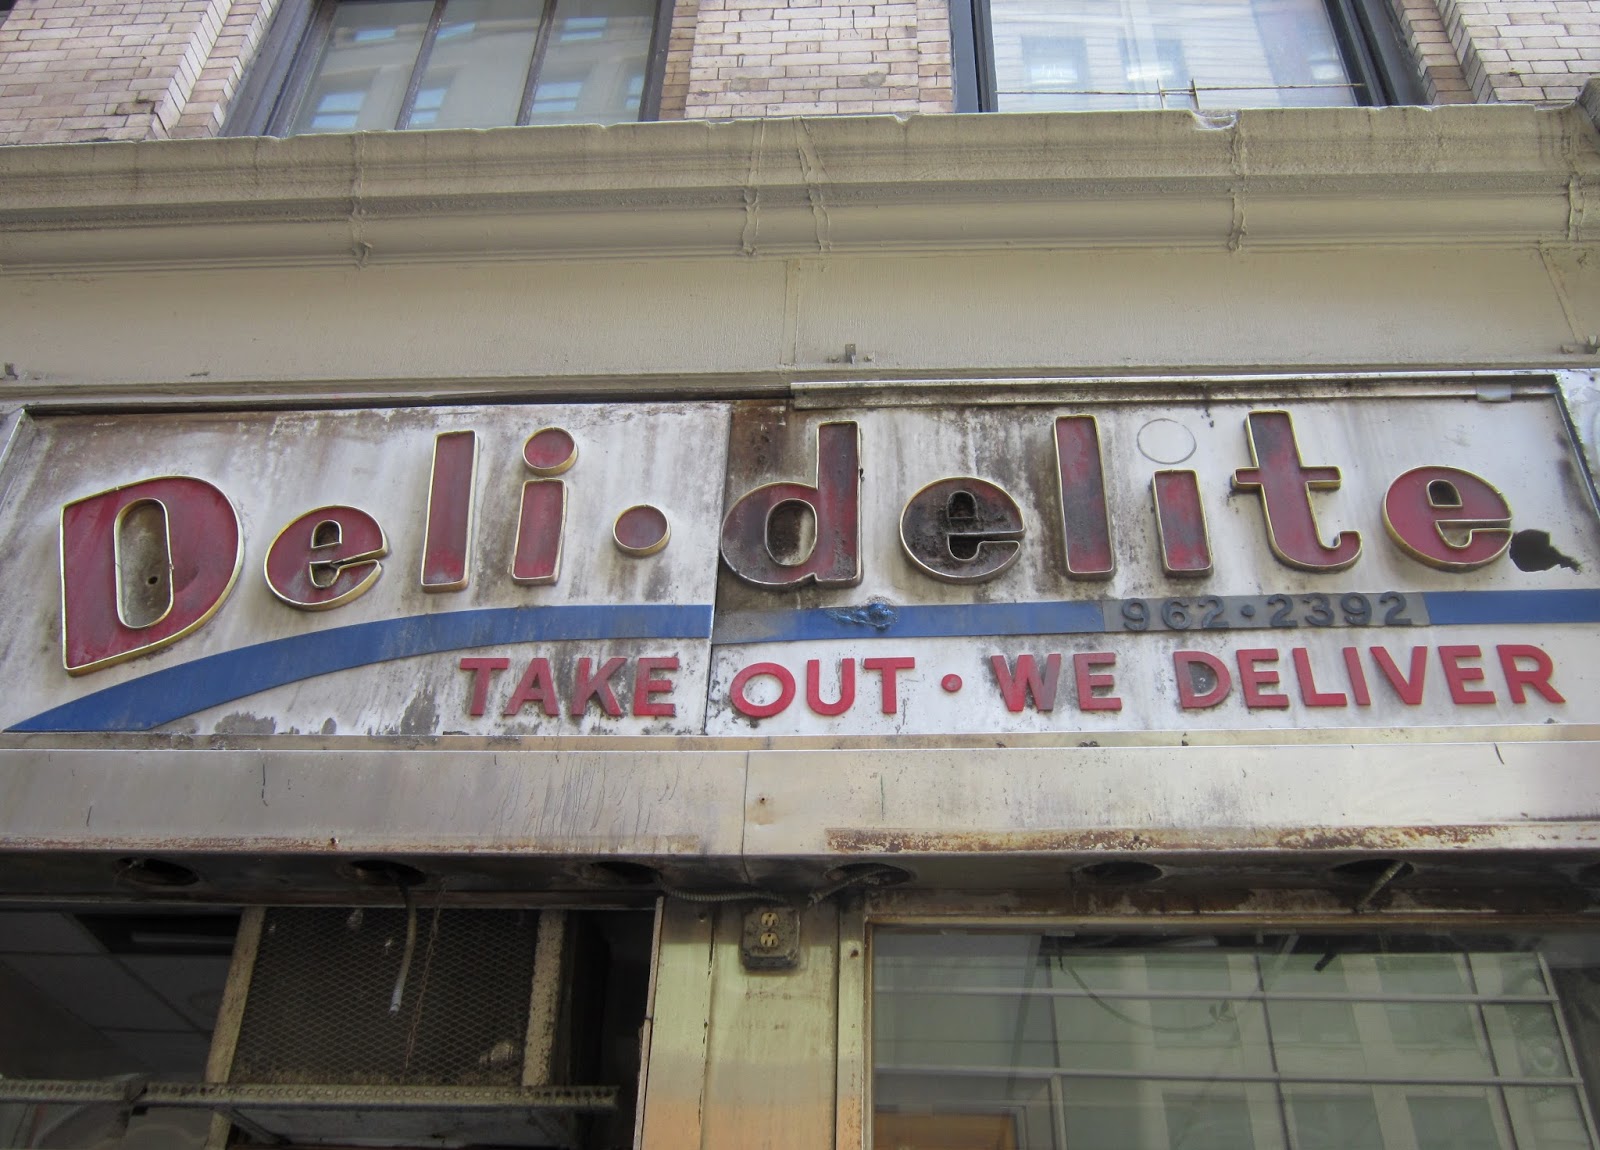 Deli·delite
962·2392
TAKE OUT · WE DELIVER